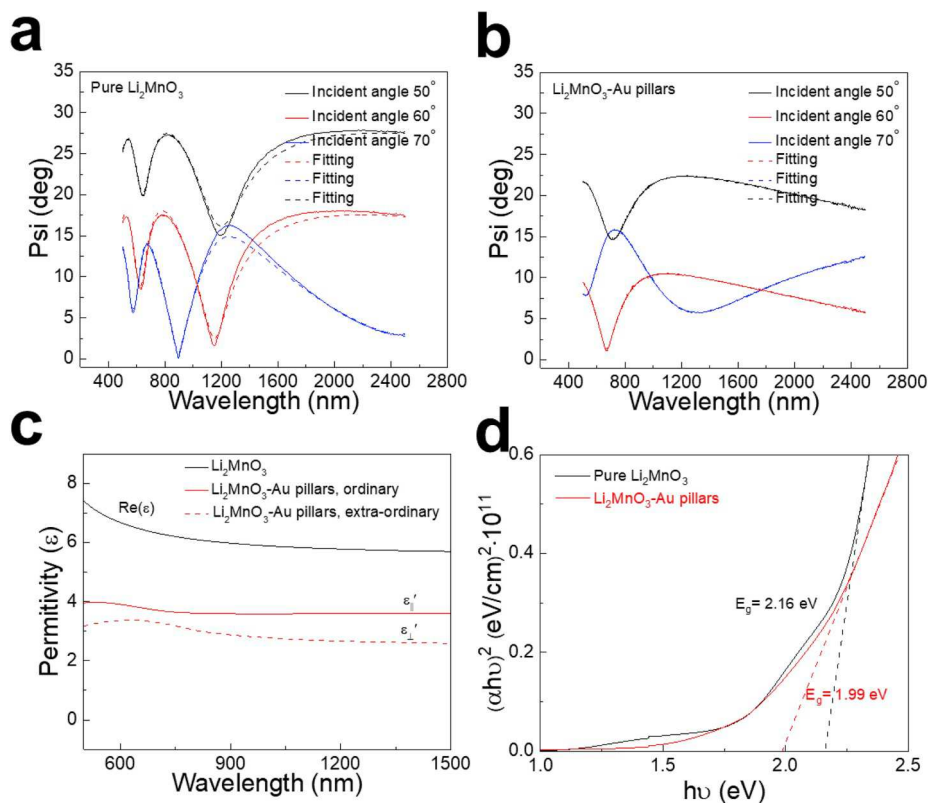 a
35
30
25
20
15
10
5
0
Psi (deg)
Pure Li₂MnO₃
Incident angle 50°
Incident angle 60°
Incident angle 70°
Fitting
Fitting
Fitting
400 800 1200 1600 2000 2400 2800
Wavelength (nm)
b
35
30
25
20
15
10
5
0
Psi (deg)
Li₂MnO₃-Au pillars
Incident angle 50°
Incident angle 60°
Incident angle 70°
Fitting
Fitting
Fitting
400 800 1200 1600 2000 2400 2800
Wavelength (nm)
c
8
6
4
2
0
Permitivity (ε)
Li₂MnO₃
Li₂MnO₃-Au pillars, ordinary
Li₂MnO₃-Au pillars, extra-ordinary
Re(ε)
ε∥′
ε⊥′
600 900 1200 1500
Wavelength (nm)
d
0.6
0.4
0.2
0.0
(αhυ)² (eV/cm)²·10¹¹
Pure Li₂MnO₃
Li₂MnO₃-Au pillars
E_g= 2.16 eV
E_g= 1.99 eV
1.0 1.5 2.0 2.5
hυ (eV)